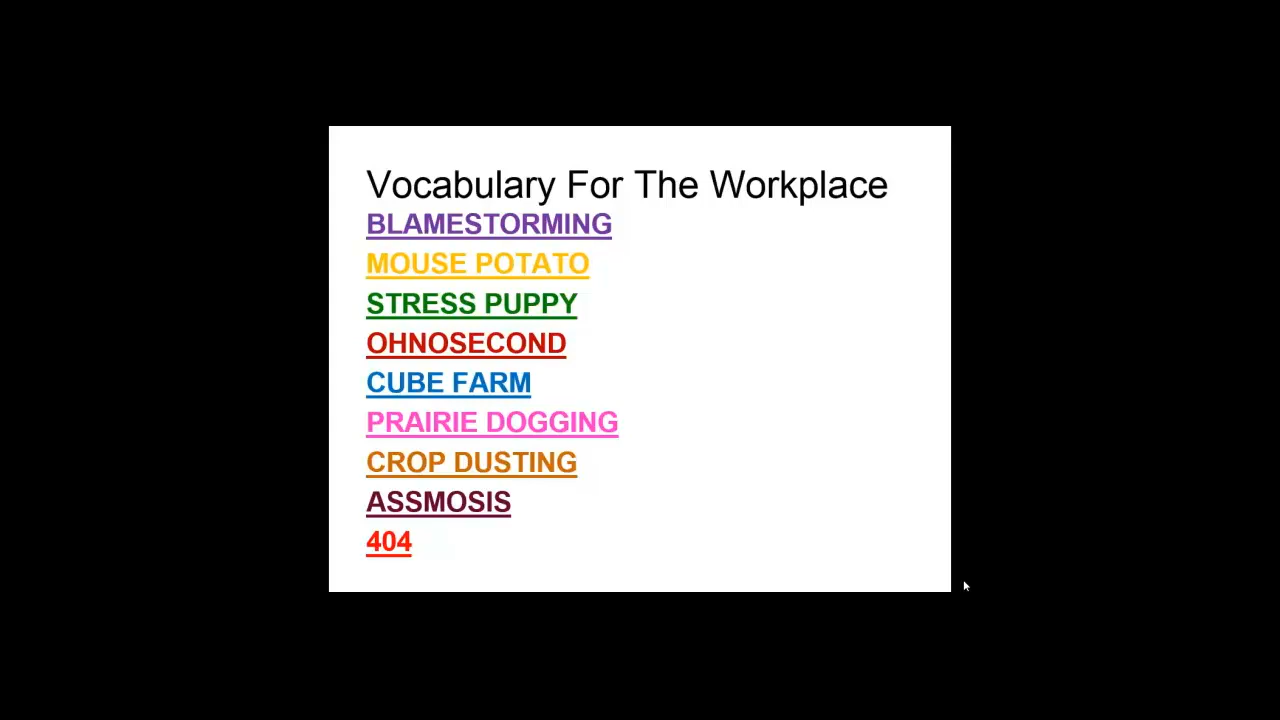 Vocabulary For The Workplace
BLAMESTORMING
MOUSE POTATO
STRESS PUPPY
OHNOSECOND
CUBE FARM
PRAIRIE DOGGING
CROP DUSTING
ASSMOSIS
404